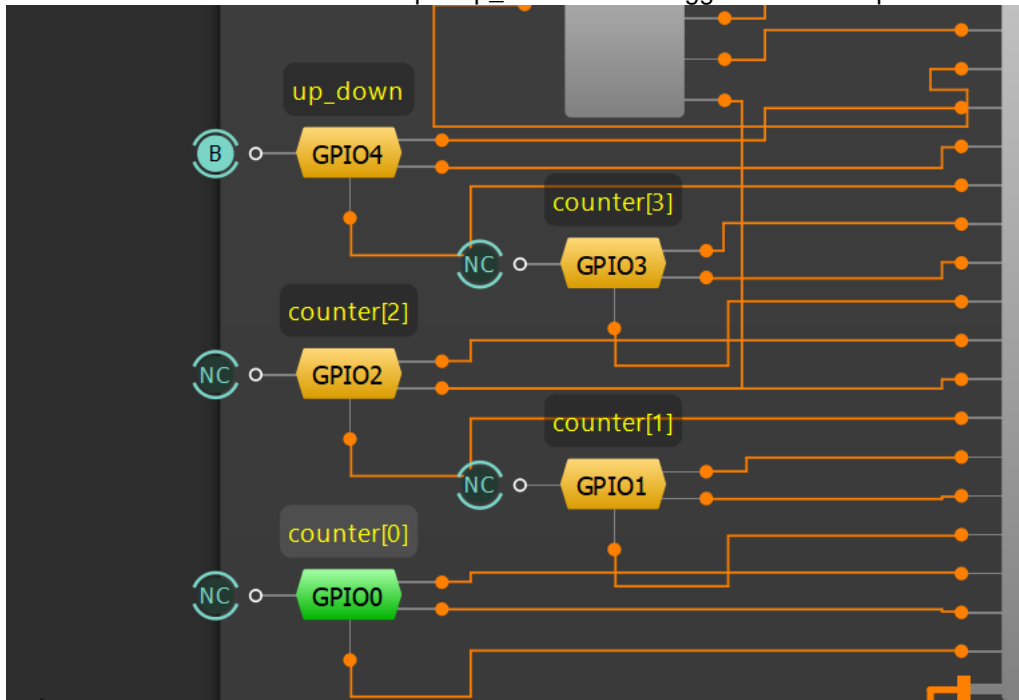 up_down
B
GPIO4
counter[3]
NC
GPIO3
counter[2]
NC
GPIO2
counter[1]
NC
GPIO1
counter[0]
NC
GPIO0